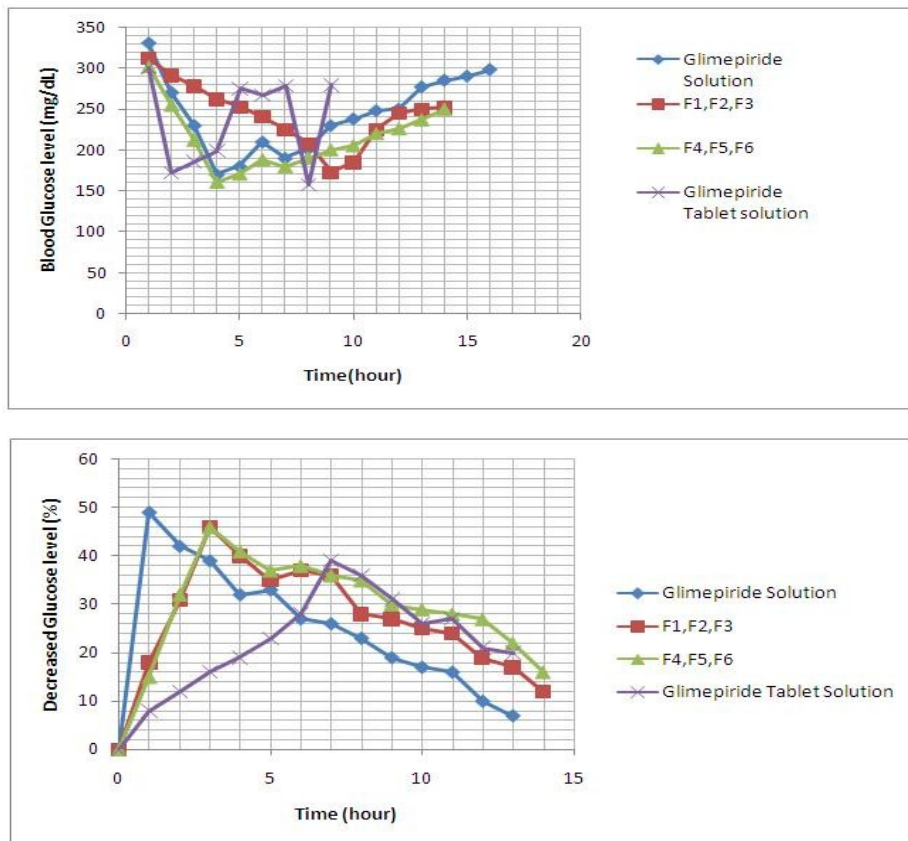 350
300
250
200
150
100
50
0
Blood Glucose level (mg/dL)
0 5 10 15 20
Time(hour)
Glimepiride
Solution
F1,F2,F3
F4,F5,F6
Glimepiride
Tablet solution
60
50
40
30
20
10
0
Decreased Glucose level (%)
0 5 10 15
Time (hour)
Glimepiride Solution
F1,F2,F3
F4,F5,F6
Glimepiride Tablet Solution